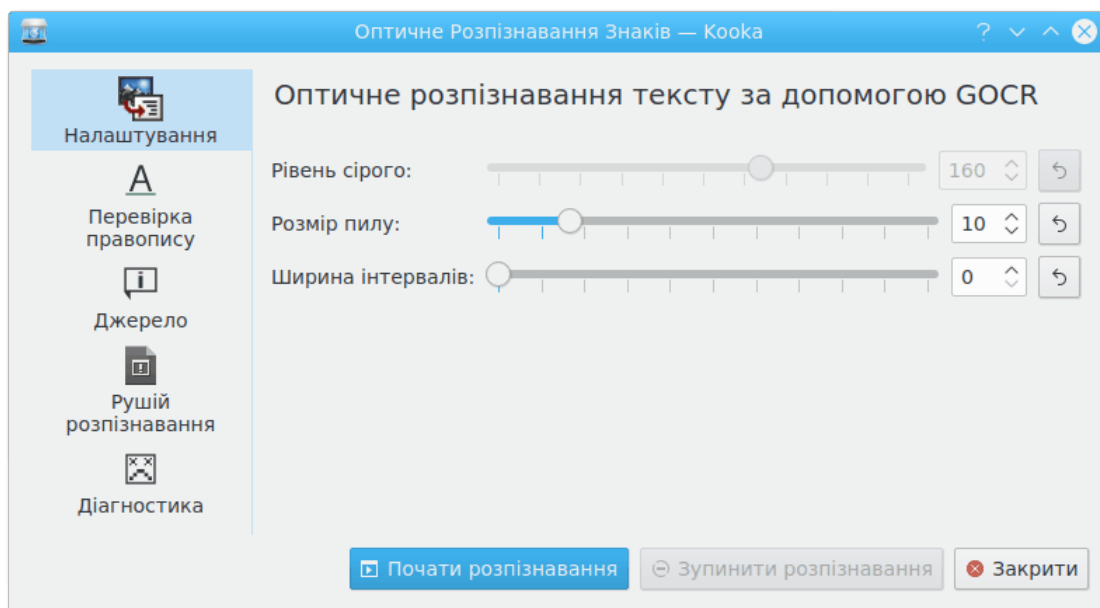 Оптичне Розпізнавання Знаків — Kooka
Налаштування
Перевірка
правопису
Джерело
Рушій
розпізнавання
Діагностика
Оптичне розпізнавання тексту за допомогою GOCR
Рівень сірого: 160
Розмір пилу: 10
Ширина інтервалів: 0
Почати розпізнавання Зупинити розпізнавання Закрити